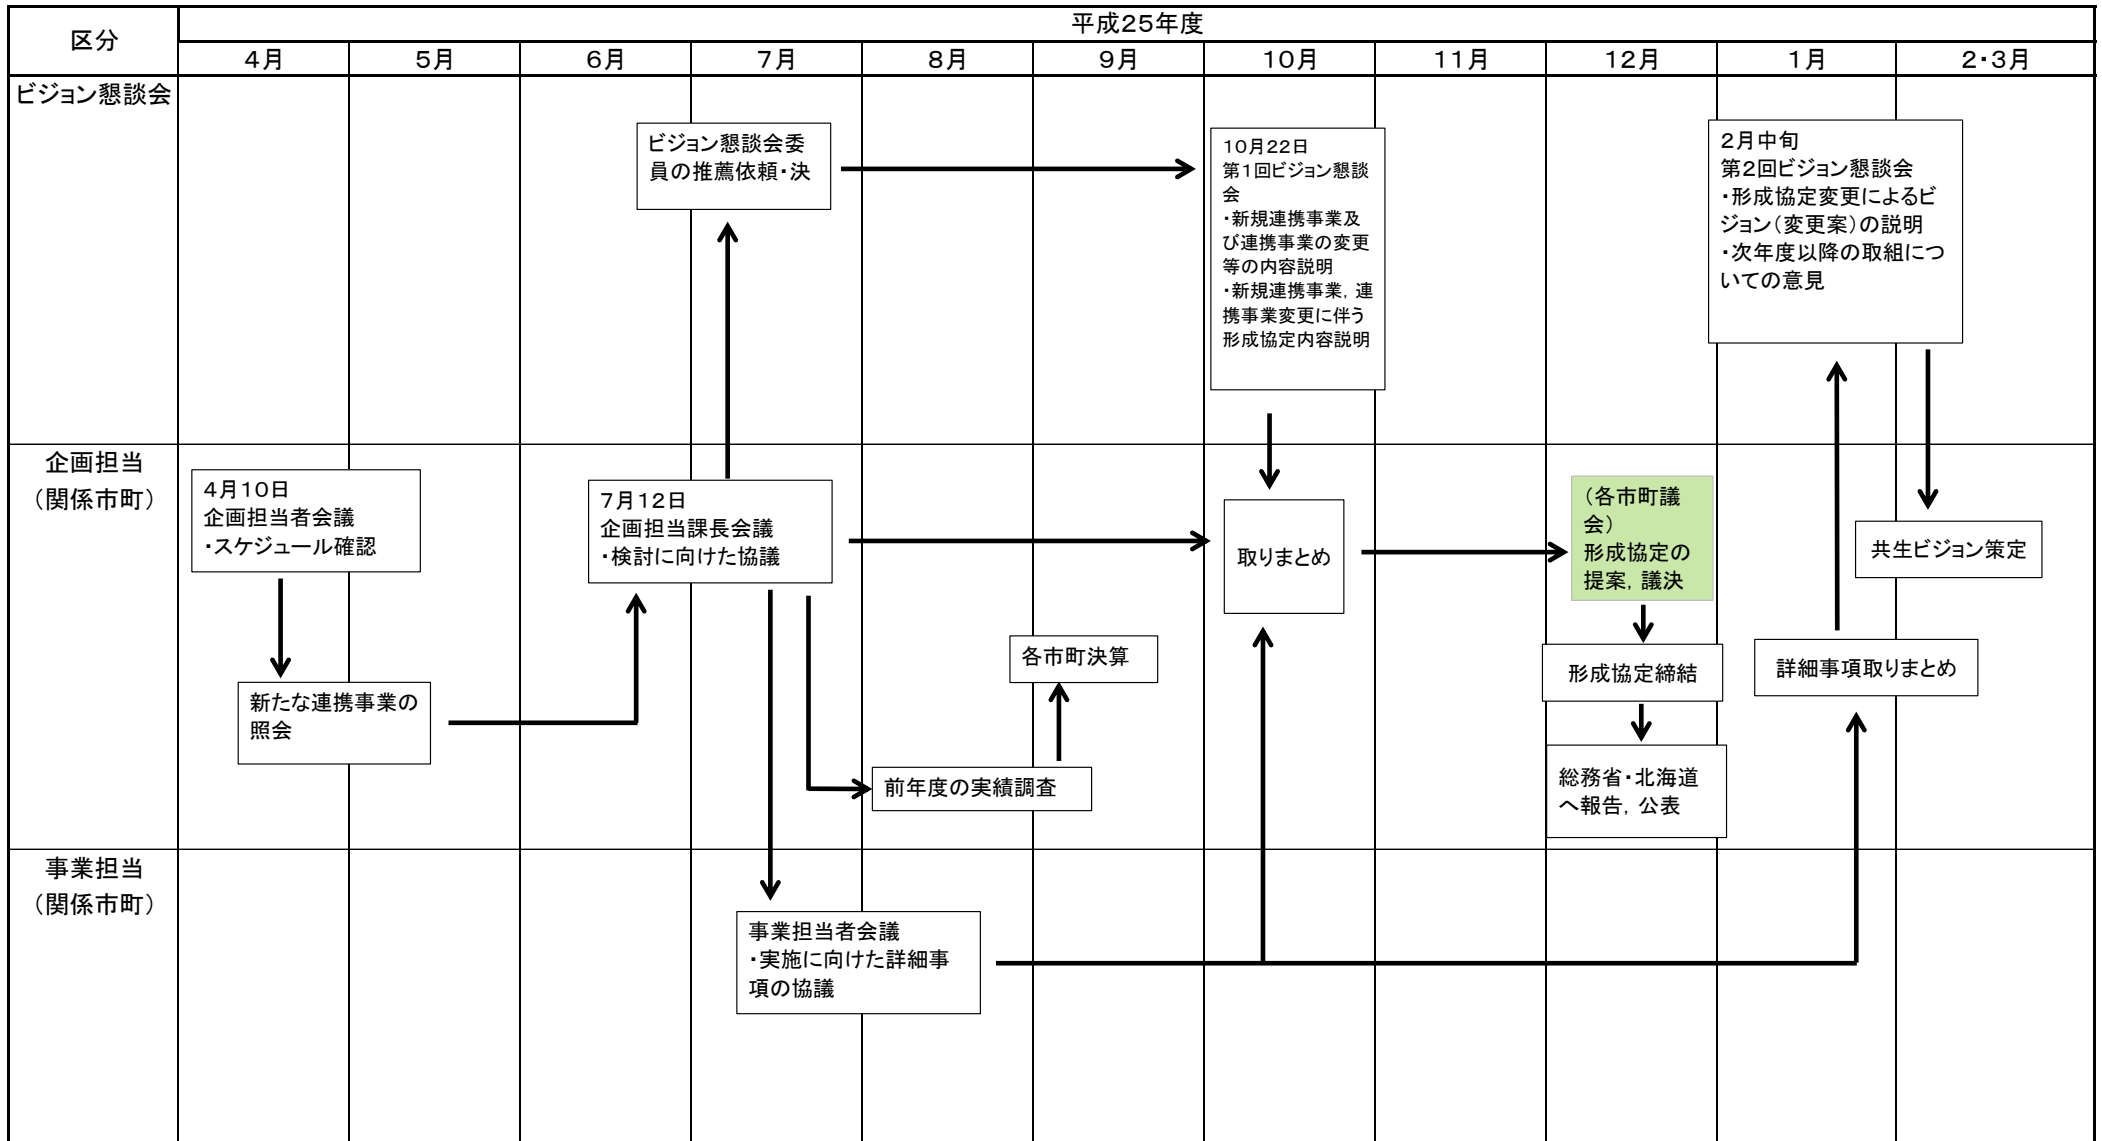 区分
平成25年度
4月
5月
6月
7月
8月
9月
10月
11月
12月
1月
2・3月
ビジョン懇談会
ビジョン懇談会委
員の推薦依頼・決
10月22日
第1回ビジョン懇談
会
・新規連携事業及
び連携事業の変更
等の内容説明
・新規連携事業，連
携事業変更に伴う
形成協定内容説明
2月中旬
第2回ビジョン懇談会
・形成協定変更によるビ
ジョン（変更案）の説明
・次年度以降の取組につ
いての意見
企画担当
（関係市町）
4月10日
企画担当者会議
・スケジュール確認
新たな連携事業の
照会
7月12日
企画担当課長会議
・検討に向けた協議
前年度の実績調査
各市町決算
取りまとめ
（各市町議
会）
形成協定の
提案，議決
形成協定締結
総務省・北海道
へ報告，公表
詳細事項取りまとめ
共生ビジョン策定
事業担当
（関係市町）
事業担当者会議
・実施に向けた詳細事
項の協議